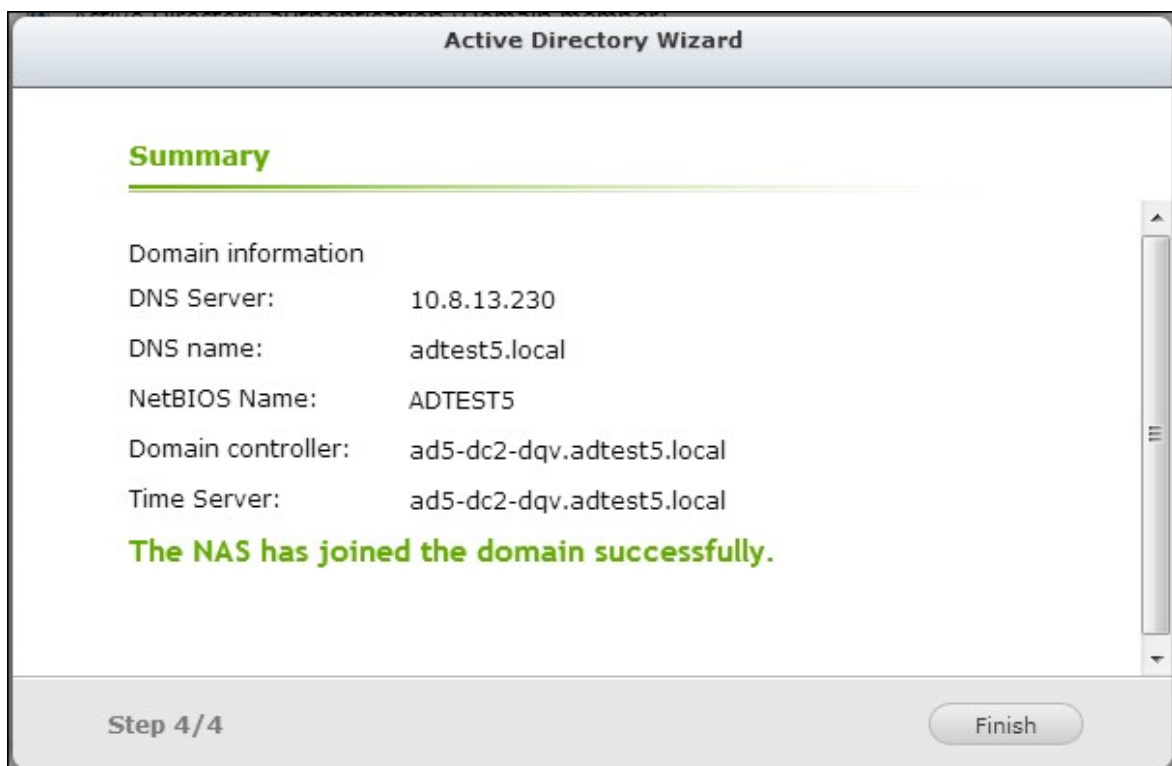 Active Directory Wizard
Summary
Domain information
DNS Server: 10.8.13.230
DNS name: adtest5.local
NetBIOS Name: ADTEST5
Domain controller: ad5-dc2-dqv.adtest5.local
Time Server: ad5-dc2-dqv.adtest5.local
The NAS has joined the domain successfully.
Step 4/4
Finish